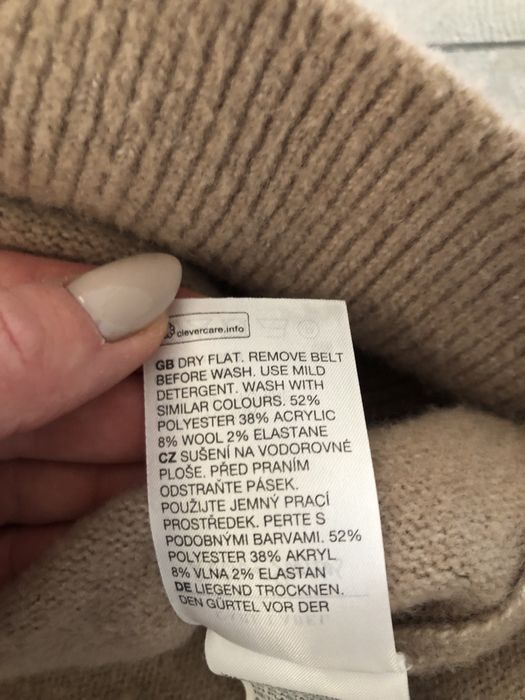 clevercare.info
GB DRY FLAT. REMOVE BELT
BEFORE WASH. USE MILD
DETERGENT. WASH WITH
SIMILAR COLOURS. 52%
POLYESTER 38% ACRYLIC
8% WOOL 2% ELASTANE
CZ SUŠENÍ NA VODOROVNÉ
PLOŠE. PŘED PRANÍM
ODSTRAŇTE PÁSEK.
POUŽIJTE JEMNÝ PRACÍ
PROSTŘEDEK. PERTE S
PODOBNÝMI BARVAMI. 52%
POLYESTER 38% AKRYL
8% VLNA 2% ELASTAN
DE LIEGEND TROCKNEN.
DEN GÜRTEL VOR DER